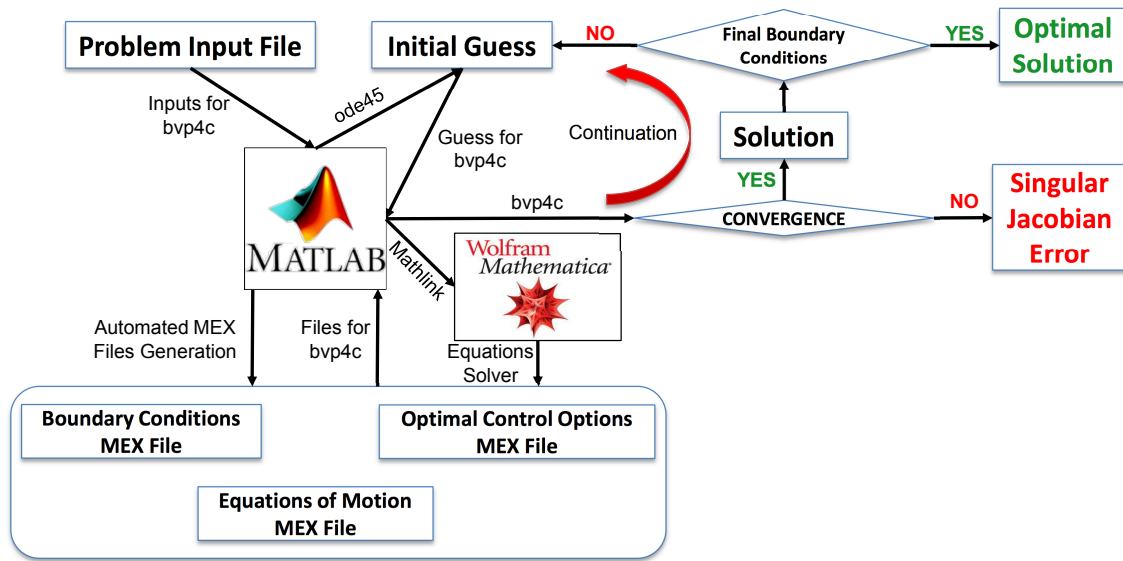 Problem Input File
Initial Guess
NO
Final Boundary
Conditions
YES
Optimal
Solution
Inputs for
bvp4c
ode45
Guess for
bvp4c
Continuation
Solution
YES
MATLAB
bvp4c
CONVERGENCE
NO
Singular
Jacobian
Error
Mathlink
Wolfram
Mathematica
Automated MEX
Files Generation
Files for
bvp4c
Equations
Solver
Boundary Conditions
MEX File
Optimal Control Options
MEX File
Equations of Motion
MEX File